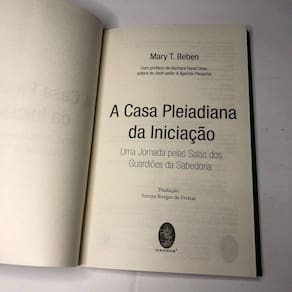 Mary T. Beben
Com prefácio de Barbara Hand Clow,
autora do best-seller A Agenda Pleiadiana
A Casa Pleiadiana
da Iniciação
Uma Jornada pelas Salas dos
Guardiões da Sabedoria
Tradução:
Soraya Borges de Freitas
MADRAS